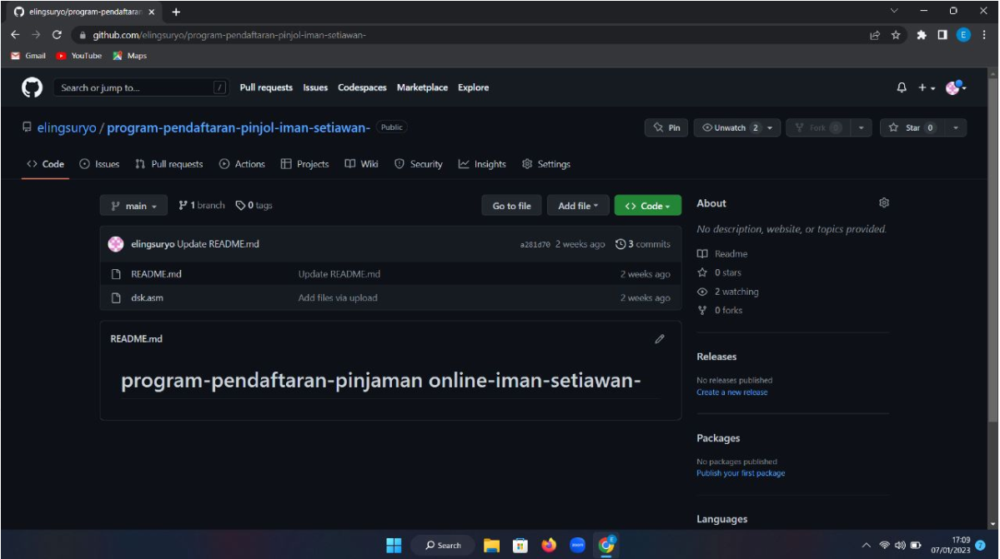 elingsuryo/program-pendaftaran
github.com/elingsuryo/program-pendaftaran-pinjol-iman-setiawan-
E
Gmail YouTube Maps
Search or jump to... / Pull requests Issues Codespaces Marketplace Explore
elingsuryo / program-pendaftaran-pinjol-iman-setiawan- Public
Pin Unwatch 2 Fork 0 Star 0
Code Issues Pull requests Actions Projects Wiki Security Insights Settings
main 1 branch 0 tags Go to file Add file Code
elingsuryo Update README.md a281d70 2 weeks ago 3 commits
README.md Update README.md 2 weeks ago
dsk.asm Add files via upload 2 weeks ago
README.md
program-pendaftaran-pinjaman online-iman-setiawan-
About
No description, website, or topics provided.
Readme
0 stars
2 watching
0 forks
Releases
No releases published
Create a new release
Packages
No packages published
Publish your first package
Languages
Search
17:09
07/01/2023